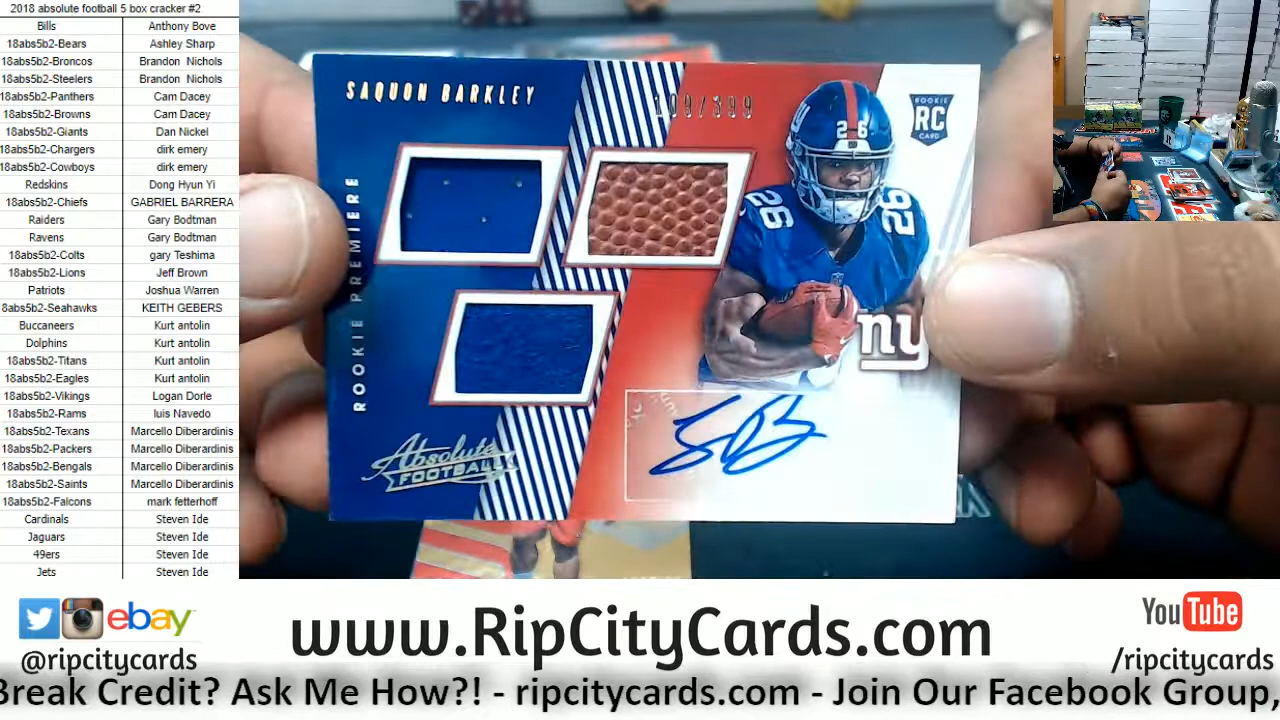 2018 absolute football 5 box cracker #2
Bills Anthony Bove
18abs5b2-Bears Ashley Sharp
18abs5b2-Broncos Brandon Nichols
18abs5b2-Steelers Brandon Nichols
18abs5b2-Panthers Cam Dacey
18abs5b2-Browns Cam Dacey
18abs5b2-Giants Dan Nickel
18abs5b2-Chargers dirk emery
18abs5b2-Cowboys dirk emery
Redskins Dong Hyun Yi
18abs5b2-Chiefs GABRIEL BARRERA
Raiders Gary Bodtman
Ravens Gary Bodtman
18abs5b2-Colts gary Teshima
18abs5b2-Lions Jeff Brown
Patriots Joshua Warren
8abs5b2-Seahawks KEITH GEBERS
Buccaneers Kurt antolin
Dolphins Kurt antolin
18abs5b2-Titans Kurt antolin
18abs5b2-Eagles Kurt antolin
18abs5b2-Vikings Logan Dorle
18abs5b2-Rams luis Navedo
18abs5b2-Texans Marcello Diberardinis
18abs5b2-Packers Marcello Diberardinis
18abs5b2-Bengals Marcello Diberardinis
18abs5b2-Saints Marcello Diberardinis
18abs5b2-Falcons mark fetterhoff
Cardinals Steven Ide
Jaguars Steven Ide
49ers Steven Ide
Jets Steven Ide
SAQUON BARKLEY
/399
ROOKIE
RC
CARD
26
26
26
ROOKIE PREMIERE
ny
Absolute
FOOTBALL
ebay
@ripcitycards
www.RipCityCards.com
YouTube
/ripcitycards
Break Credit? Ask Me How?! - ripcitycards.com - Join Our Facebook Group,